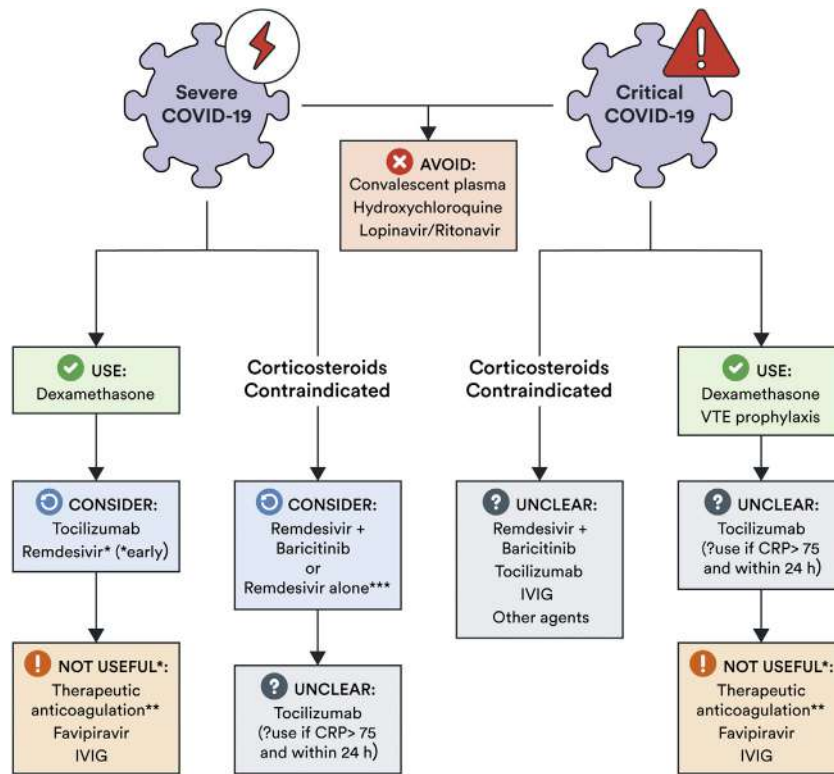 Severe
COVID-19
Critical
COVID-19
AVOID:
Convalescent plasma
Hydroxychloroquine
Lopinavir/Ritonavir
USE:
Dexamethasone
Corticosteroids
Contraindicated
Corticosteroids
Contraindicated
USE:
Dexamethasone
VTE prophylaxis
CONSIDER:
Tocilizumab
Remdesivir* (*early)
CONSIDER:
Remdesivir +
Baricitinib
or
Remdesivir alone***
UNCLEAR:
Remdesivir +
Baricitinib
Tocilizumab
IVIG
Other agents
UNCLEAR:
Tocilizumab
(?use if CRP> 75
and within 24 h)
NOT USEFUL*:
Therapeutic
anticoagulation**
Favipiravir
IVIG
UNCLEAR:
Tocilizumab
(?use if CRP> 75
and within 24 h)
NOT USEFUL*:
Therapeutic
anticoagulation**
Favipiravir
IVIG